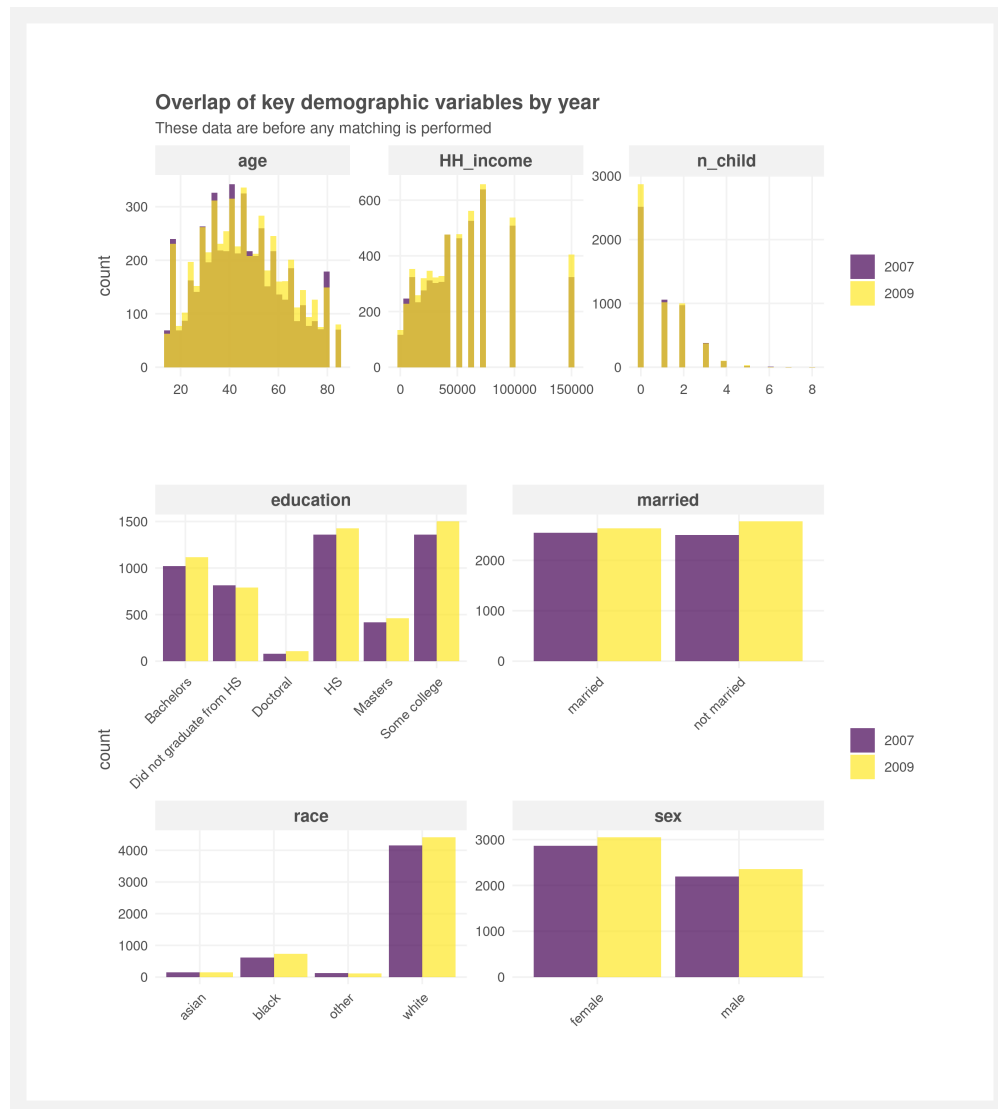 Overlap of key demographic variables by year
These data are before any matching is performed
age
HH_income
n_child
count
300
200
100
0
20 40 60 80
600
400
200
0
0 50000 100000 150000
3000
2000
1000
0
0 2 4 6 8
2007
2009
education
married
1500
1000
500
0
Bachelors
Did not graduate from HS
Doctoral
HS
Masters
Some college
2000
1000
0
married
not married
count
2007
2009
race
sex
4000
3000
2000
1000
0
asian
black
other
white
3000
2000
1000
0
female
male